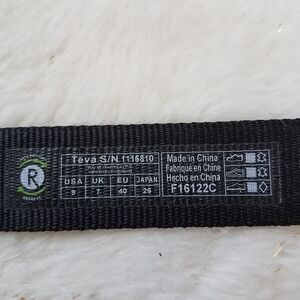 R
Teva S/N 1116810
USA UK EU JAPAN
9 7 40 26
Made in China
Fabriqué en Chine
Hecho en China
F16122C